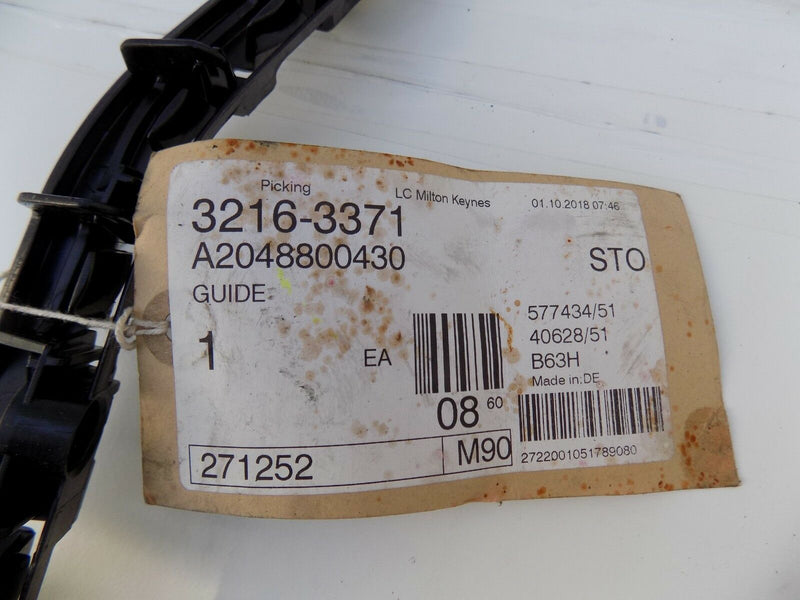 Picking LC Milton Keynes 01.10.2018 07:46
3216-3371
A2048800430 STO
GUIDE
577434/51
40628/51
1 EA B63H
Made in DE
08 60
271252 M90
2722001051789080